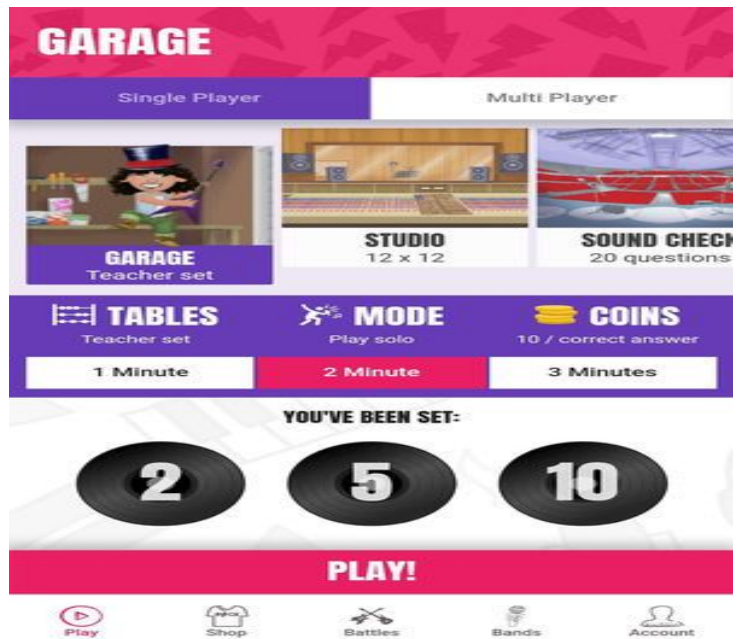 GARAGE
Single Player
Multi Player
GARAGE
Teacher set
STUDIO
12 x 12
SOUND CHECK
20 questions
TABLES
Teacher set
MODE
Play solo
COINS
10 / correct answer
1 Minute
2 Minute
3 Minutes
YOU'VE BEEN SET:
2
5
10
PLAY!
Play
Shop
Battles
Bands
Account